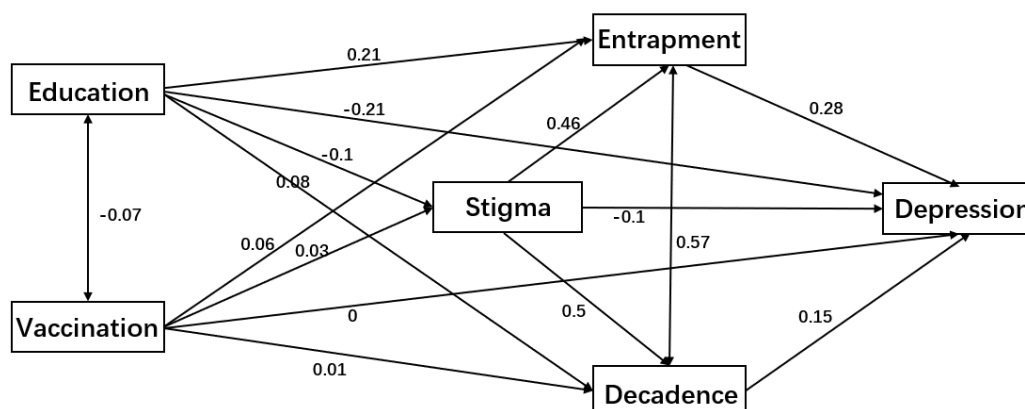 Entrapment
0.21
Education
-0.21
0.28
0.46
-0.1
0.08
Stigma
Depression
-0.07
-0.1
0.06
0.03
0.57
Vaccination
0
0.5
0.15
0.01
Decadence